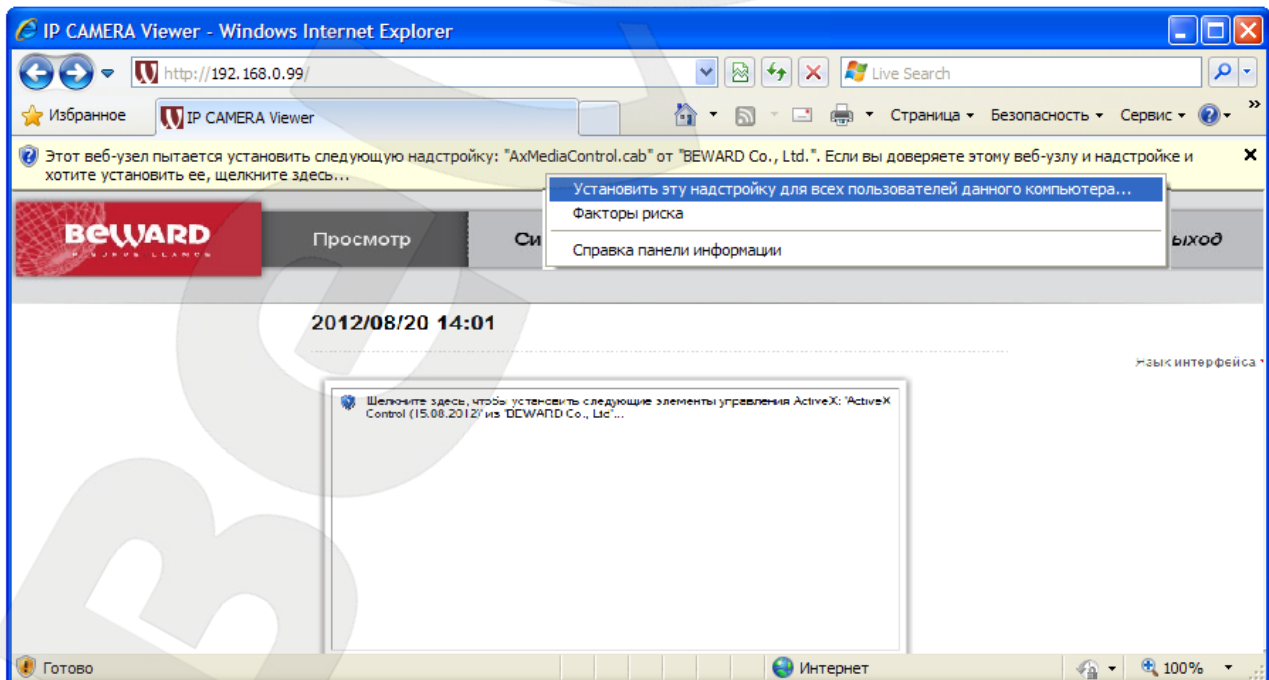 IP CAMERA Viewer - Windows Internet Explorer
http://192.168.0.99/
Live Search
Избранное
IP CAMERA Viewer
Страница
Безопасность
Сервис
Этот веб-узел пытается установить следующую надстройку: "AxMediaControl.cab" от "BEWARD Co., Ltd.". Если вы доверяете этому веб-узлу и надстройке и
хотите установить ее, щелкните здесь...
Установить эту надстройку для всех пользователей данного компьютера...
Факторы риска
Справка панели информации
BEWARD
Просмотр
Си
ыход
2012/08/20 14:01
Язык интерфейса
Щелкните здесь, чтобы установить следующие элементы управления ActiveX: 'ActiveX
Control (15.08.2012)' из 'BEWARD Co., Ltd'...
Готово
Интернет
100%